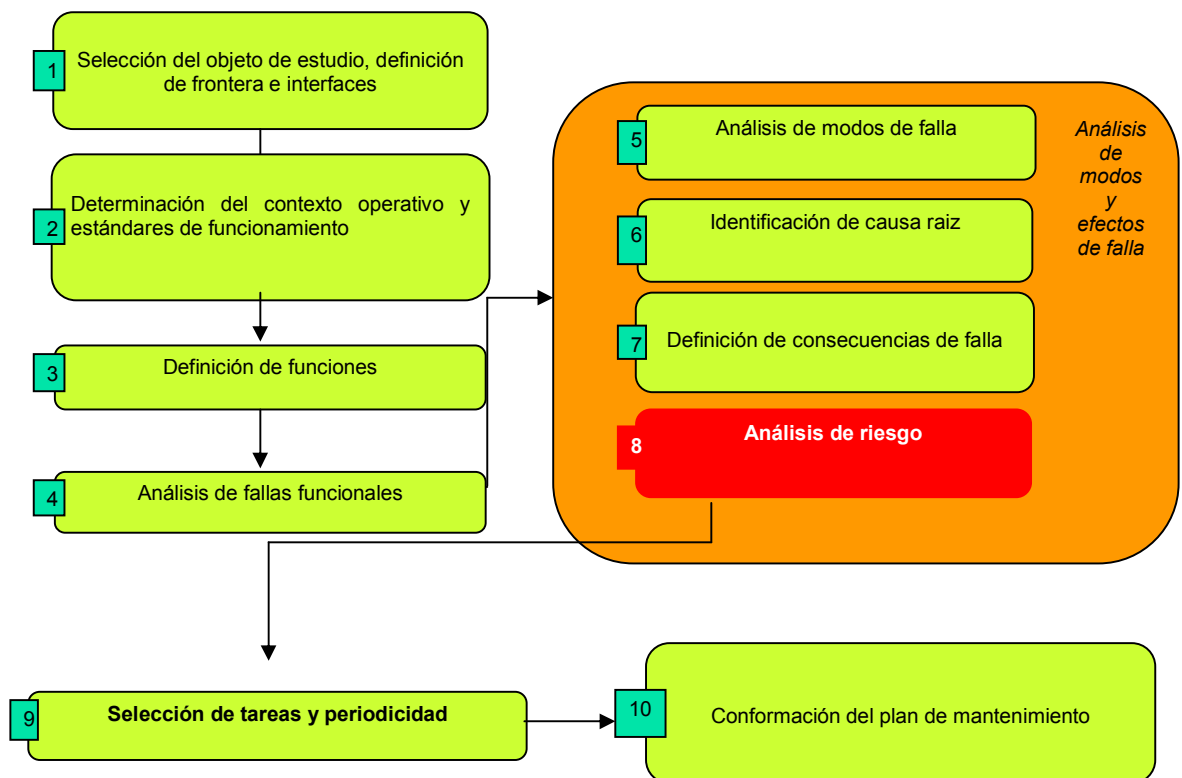 1
Selección del objeto de estudio, definición
de frontera e interfaces
2
Determinación del contexto operativo y
estándares de funcionamiento
3
Definición de funciones
4
Análisis de fallas funcionales
5
Análisis de modos de falla
6
Identificación de causa raiz
7
Definición de consecuencias de falla
8
Análisis de riesgo
Análisis
de
modos
y
efectos
de falla
9
Selección de tareas y periodicidad
10
Conformación del plan de mantenimiento